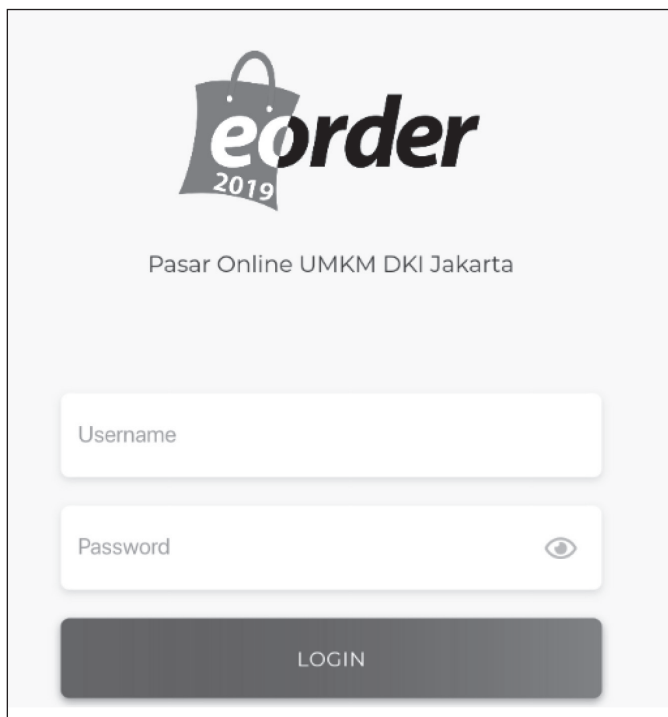 eorder
2019
Pasar Online UMKM DKI Jakarta
Username
Password
LOGIN